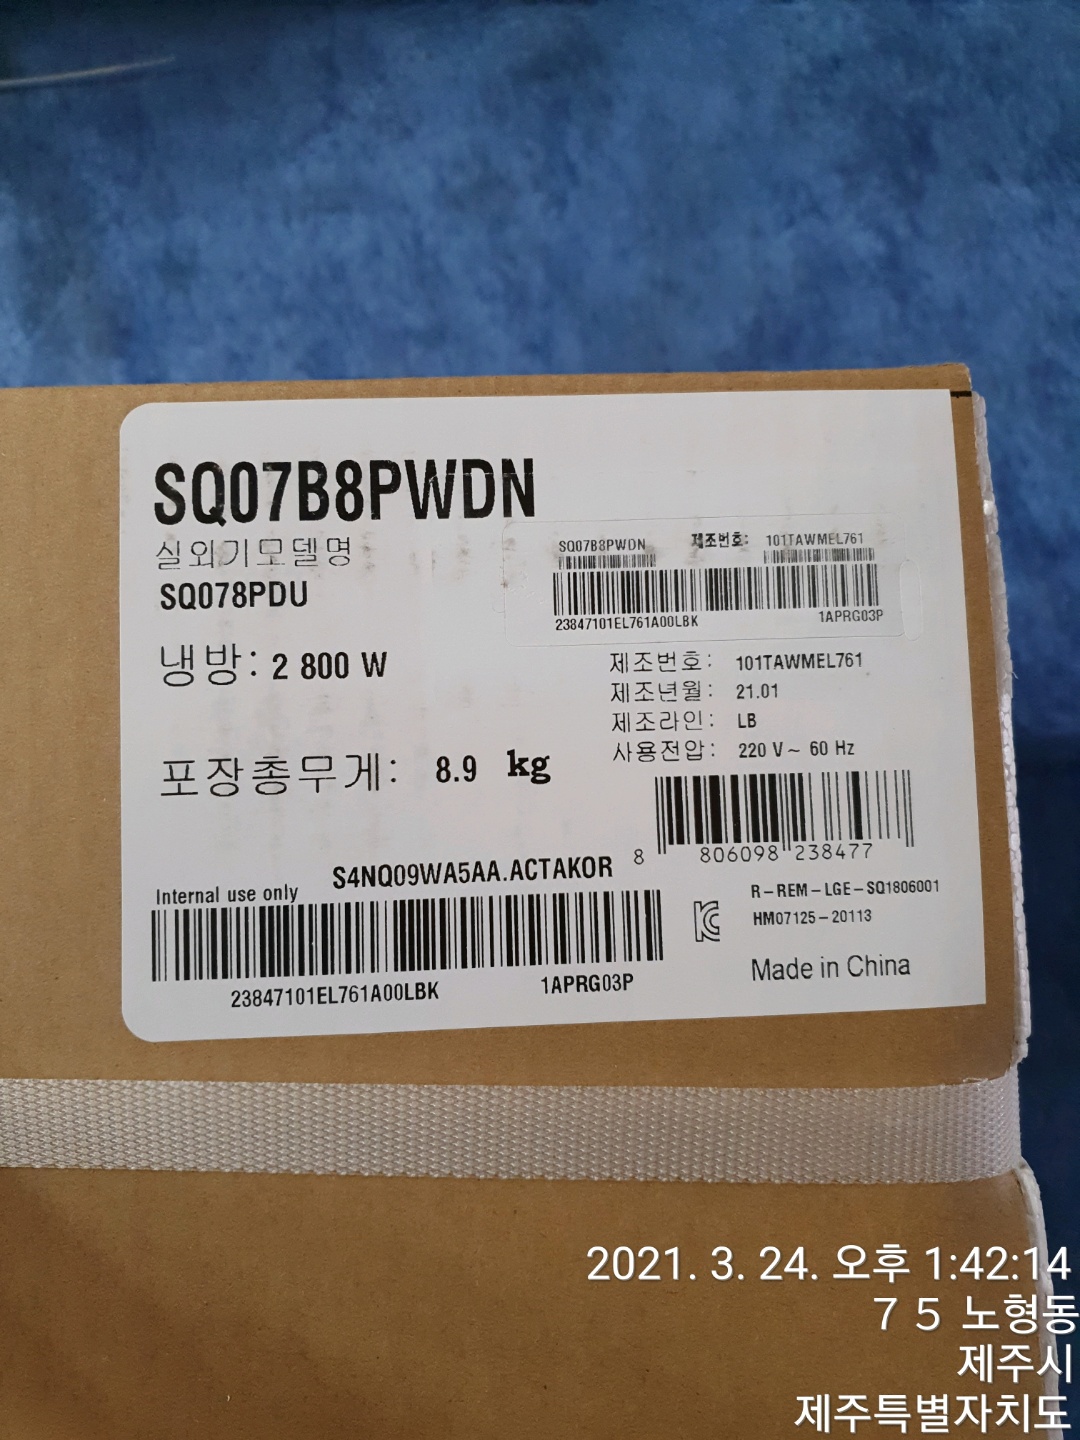 SQ07B8PWDN
실외기모델명
SQ078PDU
냉방: 2 800 W
포장총무게: 8.9 kg
SQ07B8PWDN 제조번호: 101TAWMEL761
23847101EL761A00LBK 1APRG03P
제조번호: 101TAWMEL761
제조년월: 21.01
제조라인: LB
사용전압: 220 V~ 60 Hz
8 806098 238477
Internal use only S4NQ09WA5AA.ACTAKOR
23847101EL761A00LBK 1APRG03P
R-REM-LGE-SQ1806001
HM07125-20113
Made in China
2021. 3. 24. 오후 1:42:14
7 5 노형동
제주시
제주특별자치도